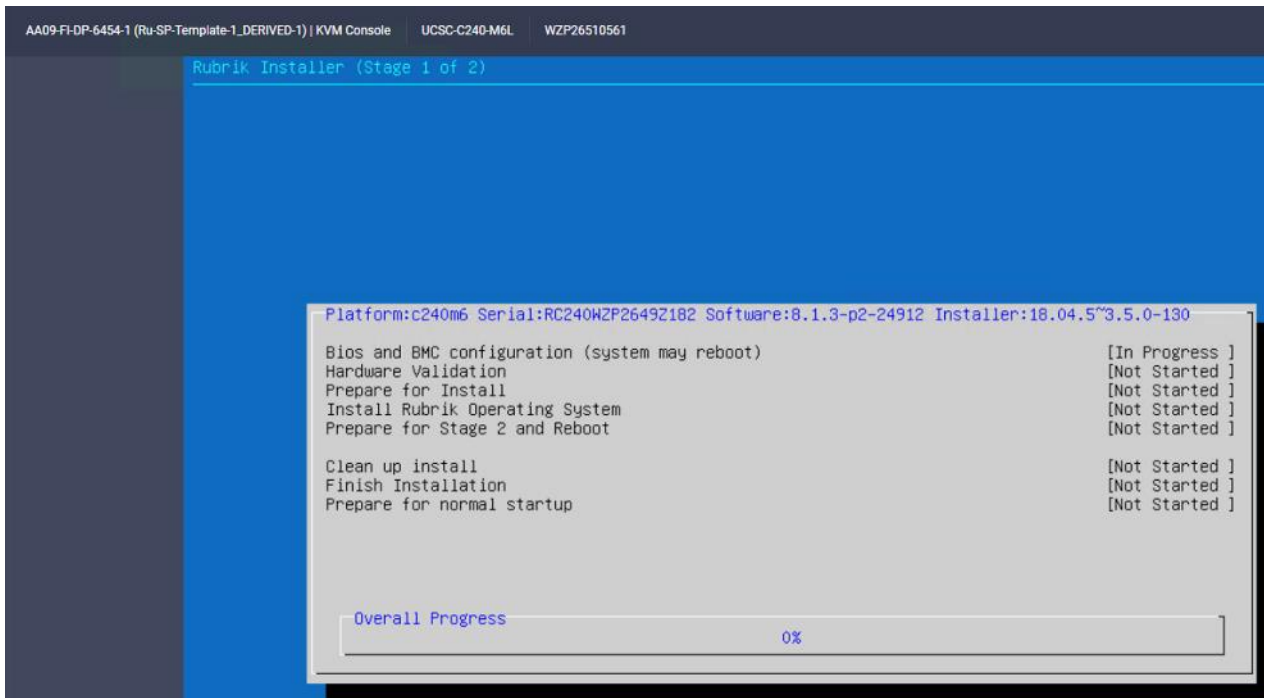 AA09-FI-DP-6454-1 (Ru-SP-Template-1_DERIVED-1) | KVM Console UCSC-C240-M6L WZP26510561
Rubrik Installer (Stage 1 of 2)
Platform:c240m6 Serial:RC240WZP2649Z182 Software:8.1.3-p2-24912 Installer:18.04.5~3.5.0-130
Bios and BMC configuration (system may reboot) [In Progress ]
Hardware Validation [Not Started ]
Prepare for Install [Not Started ]
Install Rubrik Operating System [Not Started ]
Prepare for Stage 2 and Reboot [Not Started ]
Clean up install [Not Started ]
Finish Installation [Not Started ]
Prepare for normal startup [Not Started ]
Overall Progress
0%